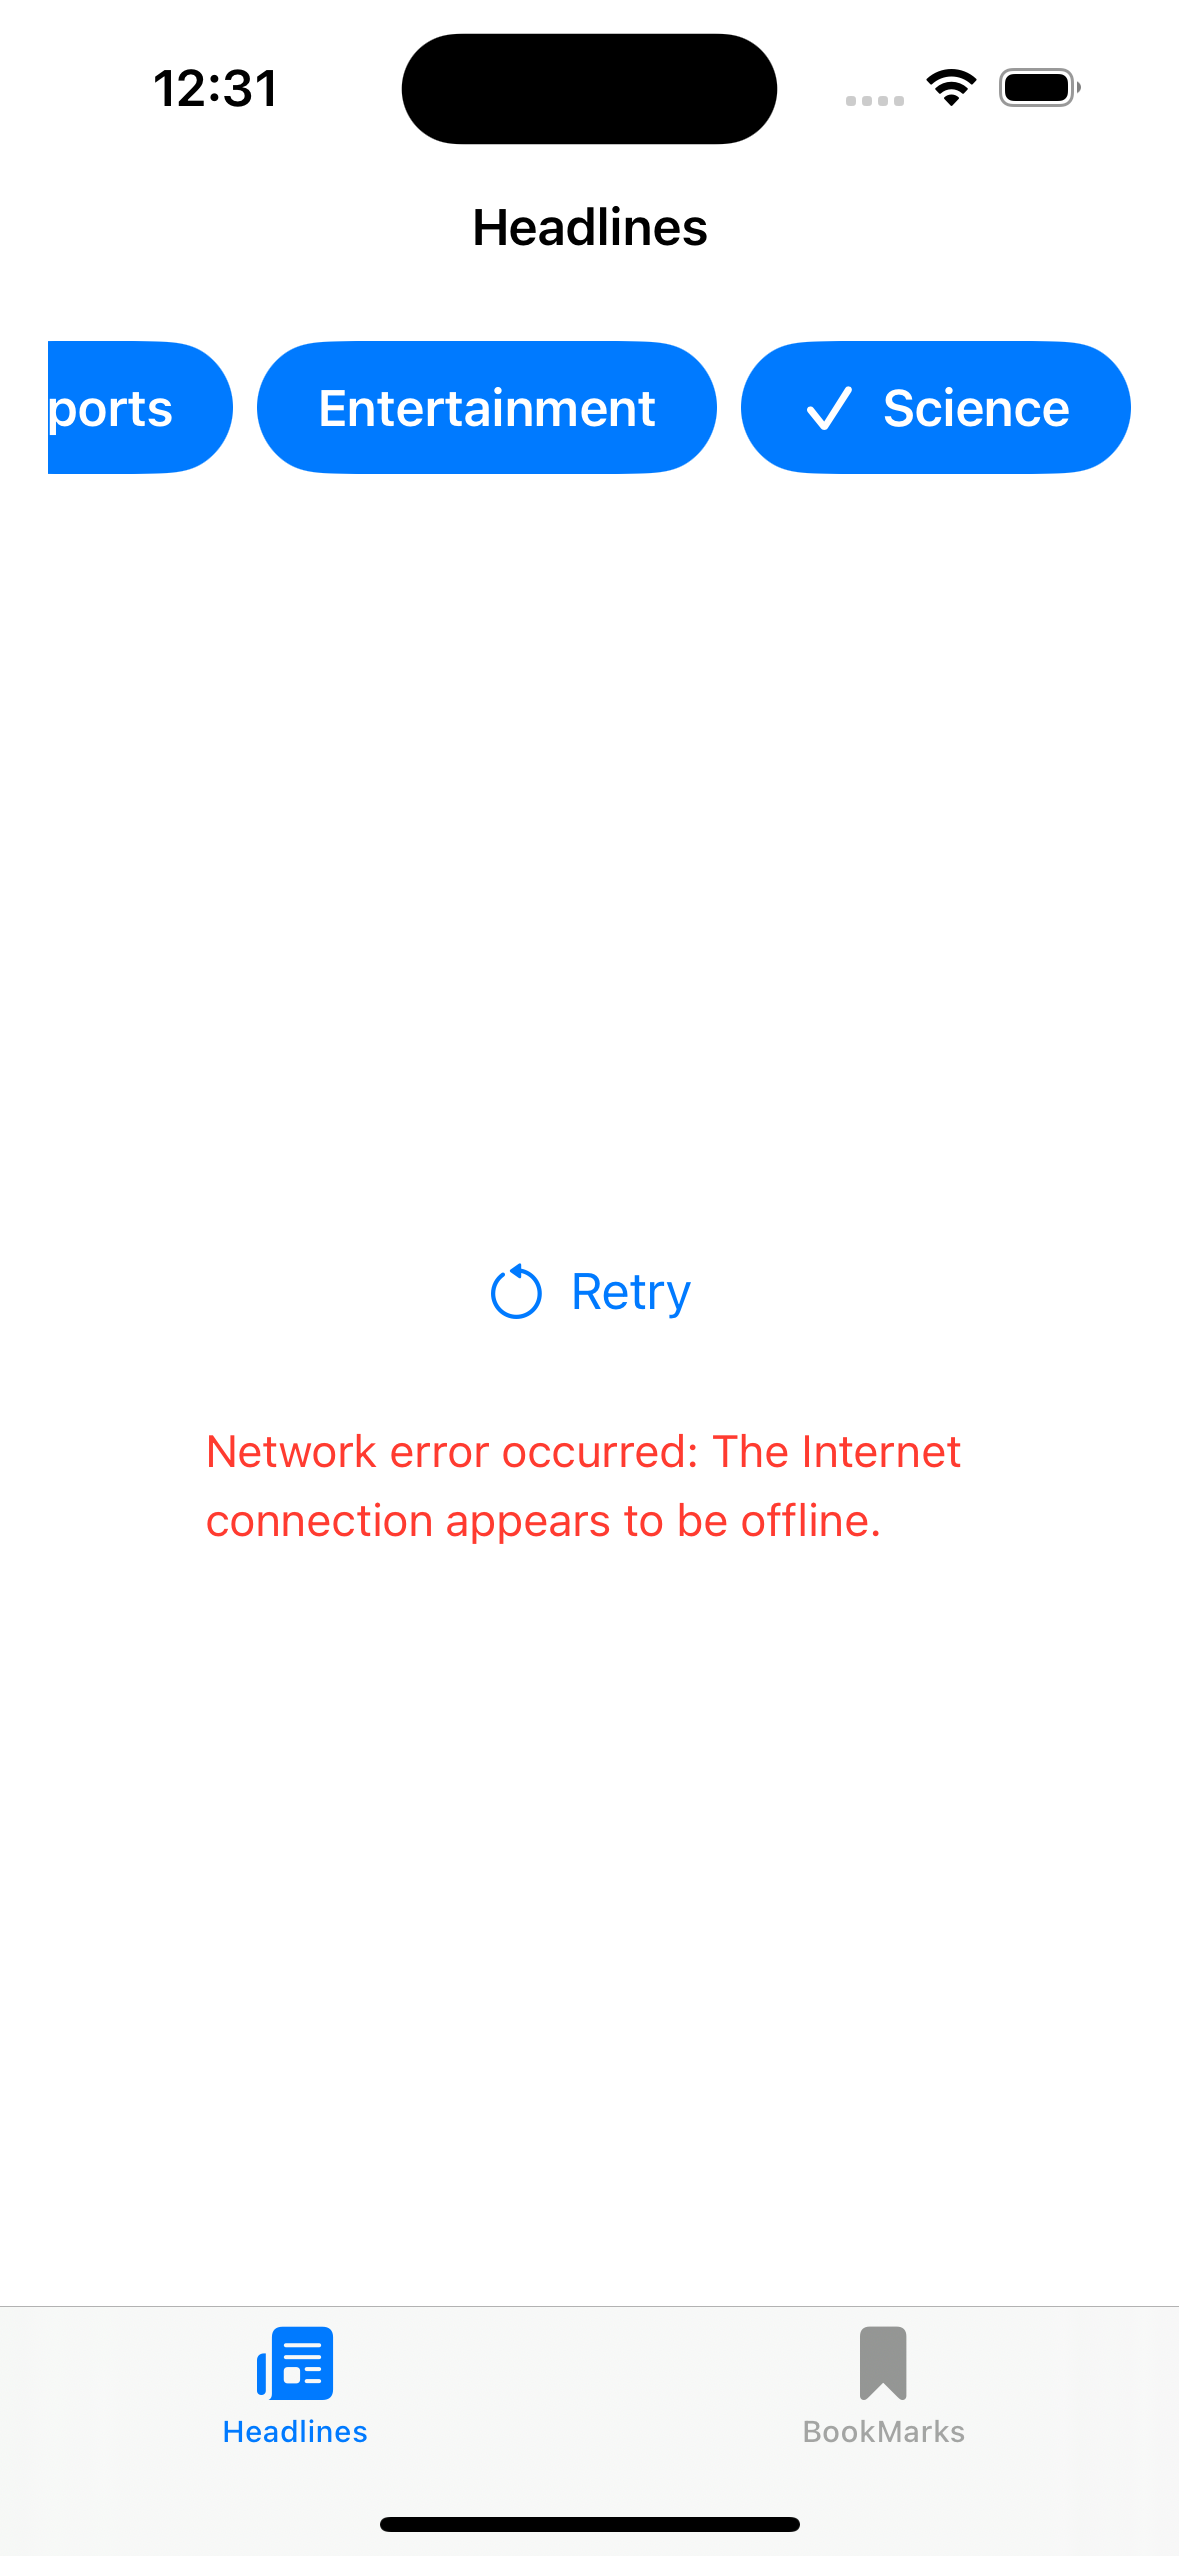 12:31
Headlines
ports
Entertainment
Science
Retry
Network error occurred: The Internet
connection appears to be offline.
Headlines
BookMarks